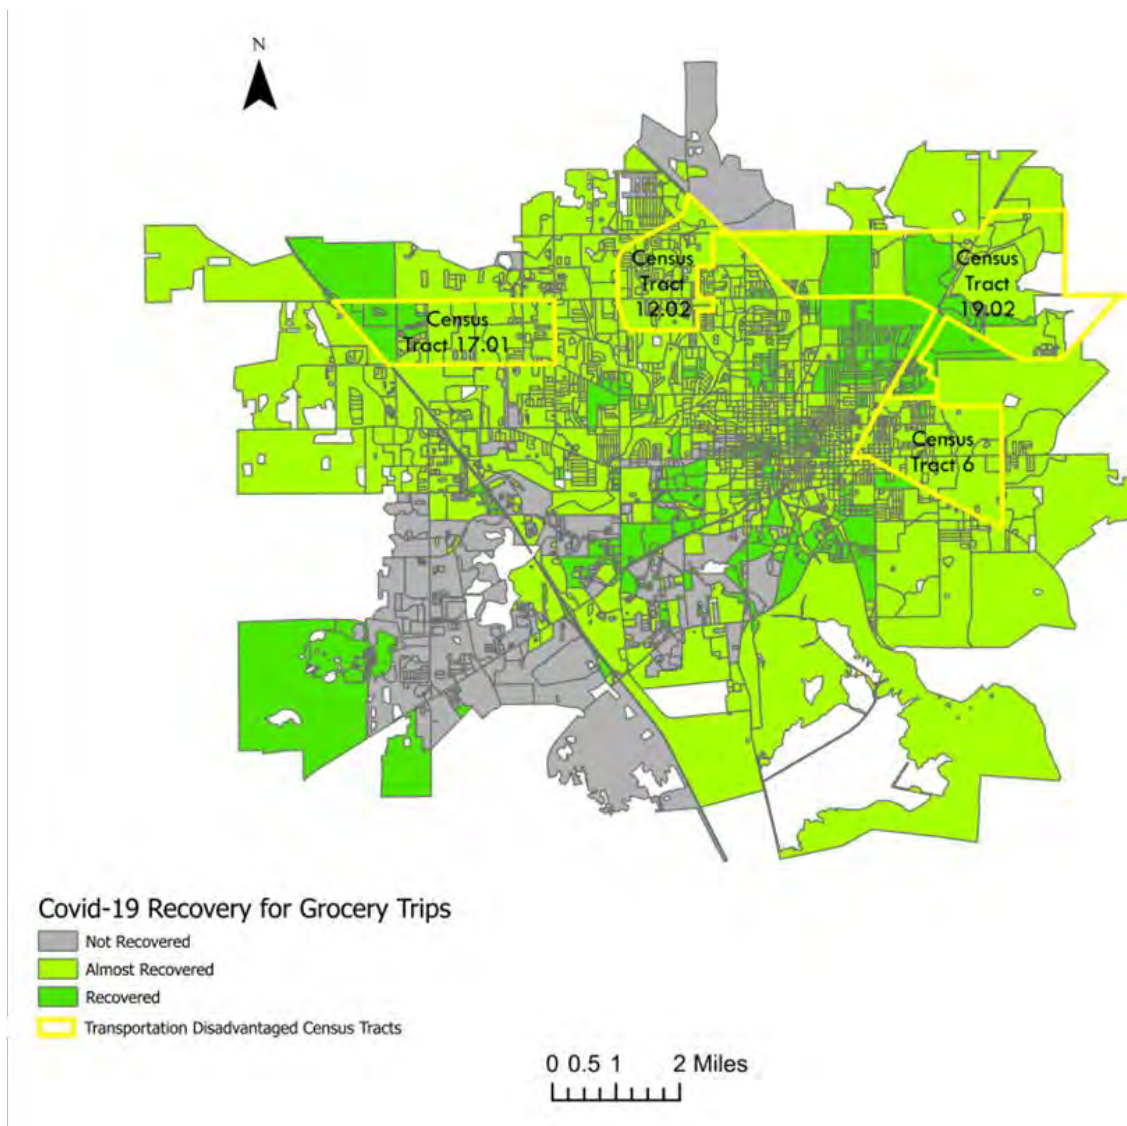 N
Census
Tract
12.02
Census
Tract
19.02
Census
Tract 17.01
Census
Tract 6
Covid-19 Recovery for Grocery Trips
Not Recovered
Almost Recovered
Recovered
Transportation Disadvantaged Census Tracts
0 0.5 1 2 Miles